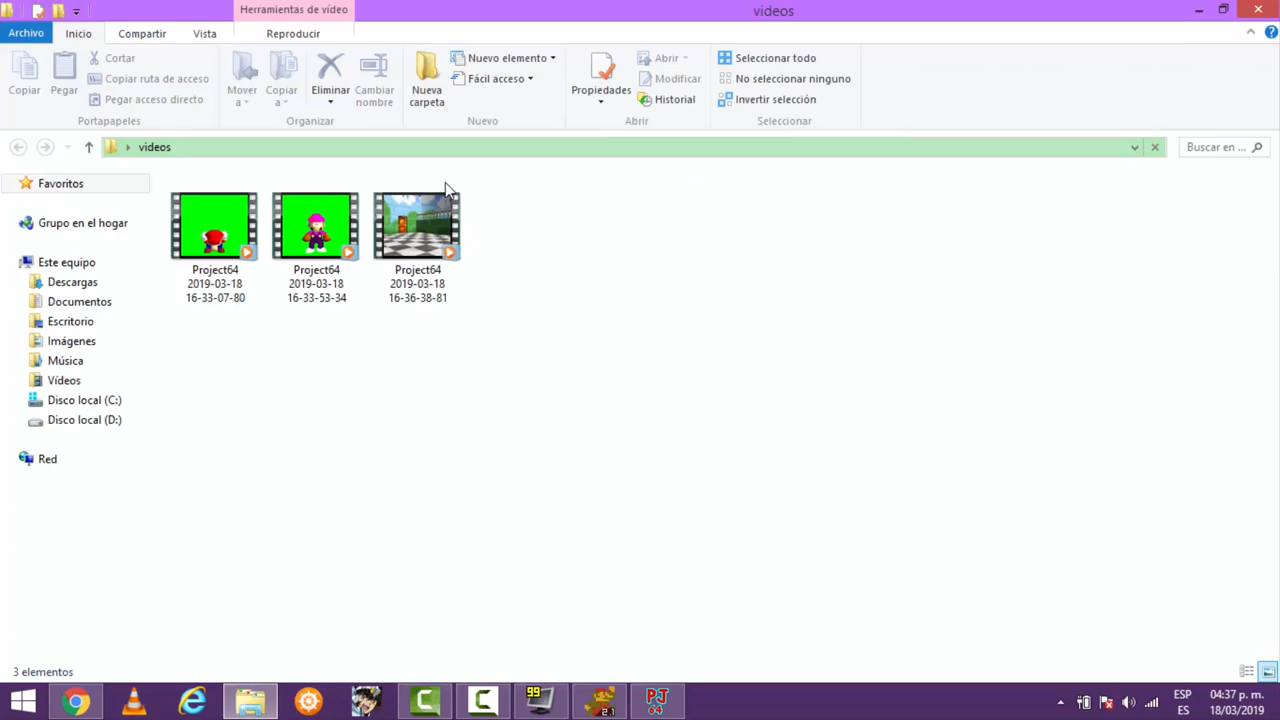 Herramientas de vídeo
videos
Archivo
Inicio
Compartir
Vista
Reproducir
Copiar
Pegar
Cortar
Copiar ruta de acceso
Pegar acceso directo
Portapapeles
Mover a
Copiar a
Eliminar
Cambiar nombre
Organizar
Nueva carpeta
Nuevo elemento
Fácil acceso
Nuevo
Propiedades
Abrir
Modificar
Historial
Abrir
Seleccionar todo
No seleccionar ninguno
Invertir selección
Seleccionar
videos
Buscar en ...
Favoritos
Grupo en el hogar
Este equipo
Descargas
Documentos
Escritorio
Imágenes
Música
Vídeos
Disco local (C:)
Disco local (D:)
Red
Project64
2019-03-18
16-33-07-80
Project64
2019-03-18
16-33-53-34
Project64
2019-03-18
16-36-38-81
3 elementos
99
2.1
PJ
64
ESP
ES
04:37 p. m.
18/03/2019